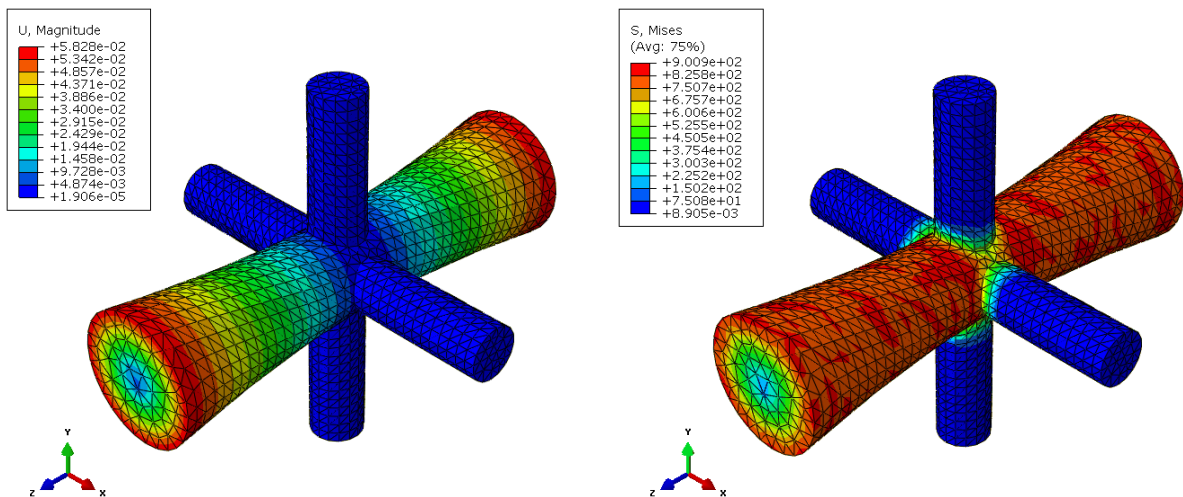 U, Magnitude
+5.828e-02
+5.342e-02
+4.857e-02
+4.371e-02
+3.886e-02
+3.400e-02
+2.915e-02
+2.429e-02
+1.944e-02
+1.458e-02
+9.728e-03
+4.874e-03
+1.906e-05
Y
Z
X
S, Mises
(Avg: 75%)
+9.009e+02
+8.258e+02
+7.507e+02
+6.757e+02
+6.006e+02
+5.255e+02
+4.505e+02
+3.754e+02
+3.003e+02
+2.252e+02
+1.502e+02
+7.508e+01
+8.905e-03
Y
Z
X